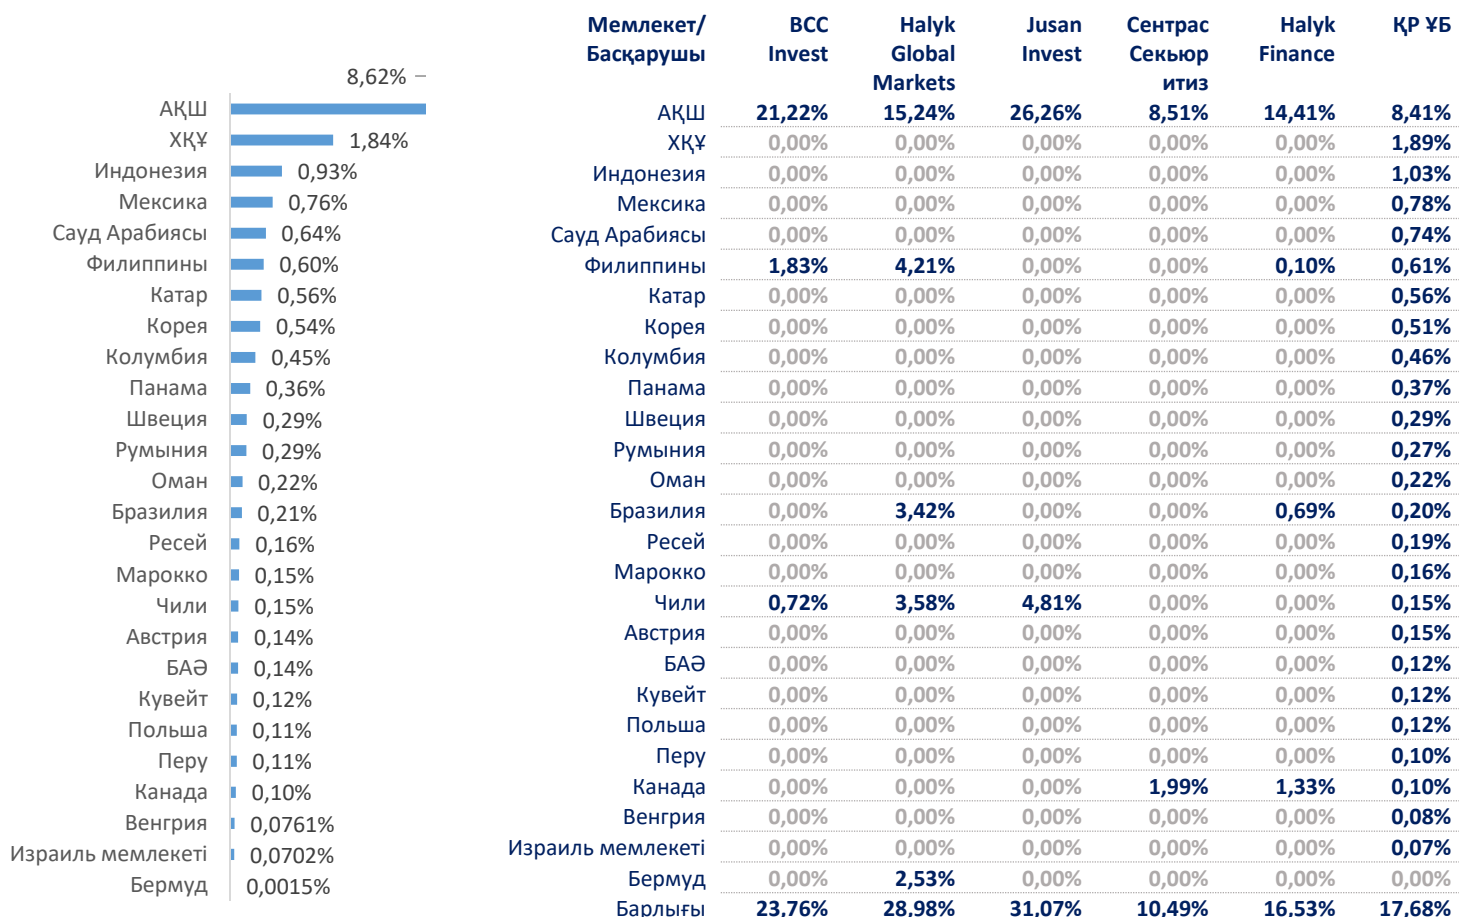 8,62%
АҚШ
ХҚҰ 1,84%
Индонезия 0,93%
Мексика 0,76%
Сауд Арабиясы 0,64%
Филиппины 0,60%
Катар 0,56%
Корея 0,54%
Колумбия 0,45%
Панама 0,36%
Швеция 0,29%
Румыния 0,29%
Оман 0,22%
Бразилия 0,21%
Ресей 0,16%
Марокко 0,15%
Чили 0,15%
Австрия 0,14%
БАӘ 0,14%
Кувейт 0,12%
Польша 0,11%
Перу 0,11%
Канада 0,10%
Венгрия 0,0761%
Израиль мемлекеті 0,0702%
Бермуд 0,0015%
Мемлекет/ BCC Halyk Jusan Сентрас Halyk ҚР ҰБ
Басқарушы Invest Global Invest Секьюр Finance
Markets итиз
АҚШ 21,22% 15,24% 26,26% 8,51% 14,41% 8,41%
ХҚҰ 0,00% 0,00% 0,00% 0,00% 0,00% 1,89%
Индонезия 0,00% 0,00% 0,00% 0,00% 0,00% 1,03%
Мексика 0,00% 0,00% 0,00% 0,00% 0,00% 0,78%
Сауд Арабиясы 0,00% 0,00% 0,00% 0,00% 0,00% 0,74%
Филиппины 1,83% 4,21% 0,00% 0,00% 0,10% 0,61%
Катар 0,00% 0,00% 0,00% 0,00% 0,00% 0,56%
Корея 0,00% 0,00% 0,00% 0,00% 0,00% 0,51%
Колумбия 0,00% 0,00% 0,00% 0,00% 0,00% 0,46%
Панама 0,00% 0,00% 0,00% 0,00% 0,00% 0,37%
Швеция 0,00% 0,00% 0,00% 0,00% 0,00% 0,29%
Румыния 0,00% 0,00% 0,00% 0,00% 0,00% 0,27%
Оман 0,00% 0,00% 0,00% 0,00% 0,00% 0,22%
Бразилия 0,00% 3,42% 0,00% 0,00% 0,69% 0,20%
Ресей 0,00% 0,00% 0,00% 0,00% 0,00% 0,19%
Марокко 0,00% 0,00% 0,00% 0,00% 0,00% 0,16%
Чили 0,72% 3,58% 4,81% 0,00% 0,00% 0,15%
Австрия 0,00% 0,00% 0,00% 0,00% 0,00% 0,15%
БАӘ 0,00% 0,00% 0,00% 0,00% 0,00% 0,12%
Кувейт 0,00% 0,00% 0,00% 0,00% 0,00% 0,12%
Польша 0,00% 0,00% 0,00% 0,00% 0,00% 0,12%
Перу 0,00% 0,00% 0,00% 0,00% 0,00% 0,10%
Канада 0,00% 0,00% 0,00% 1,99% 1,33% 0,10%
Венгрия 0,00% 0,00% 0,00% 0,00% 0,00% 0,08%
Израиль мемлекеті 0,00% 0,00% 0,00% 0,00% 0,00% 0,07%
Бермуд 0,00% 2,53% 0,00% 0,00% 0,00% 0,00%
Барлығы 23,76% 28,98% 31,07% 10,49% 16,53% 17,68%